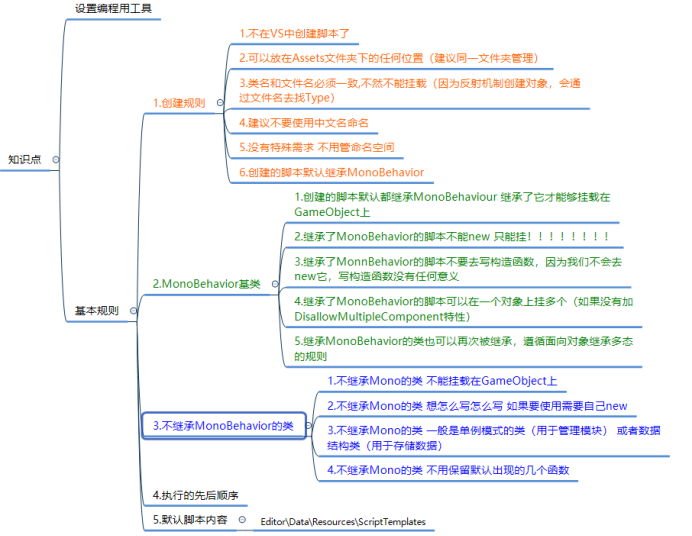 设置编程用工具
1.不在VS中创建脚本了
2.可以放在Assets文件夹下的任何位置（建议同一文件夹管理）
3.类名和文件名必须一致,不然不能挂载（因为反射机制创建对象，会
通过文件名去找Type）
1.创建规则
4.建议不要使用中文名命名
5.没有特殊需求 不用管命名空间
知识点
6.创建的脚本默认继承MonoBehavior
1.创建的脚本默认都继承MonoBehaviour 继承了它才能够挂载在
GameObject上
2.继承了MonoBehavior的脚本不能new 只能挂！！！！！！！！
3.继承了MonnBehavior的脚本不要去写构造函数，因为我们不会去
new它，写构造函数没有任何意义
2.MonoBehavior基类
4.继承了MonBehavior的脚本可以在一个对象上挂多个（如果没有加
DisallowMultipleComponent特性）
基本规则
5.继承MonoBehavior的类也可以再次被继承，遵循面向对象继承多态
的规则
1.不继承Mono的类 不能挂载在GameObject上
2.不继承Mono的类 想怎么写怎么写 如果要使用需要自己new
3.不继承MonoBehavior的类
3.不继承Mono的类 一般是单例模式的类（用于管理模块） 或者数据
结构类（用于存储数据）
4.不继承Mono的类 不用保留默认出现的几个函数
4.执行的先后顺序
5.默认脚本内容
Editor\Data\Resources\ScriptTemplates